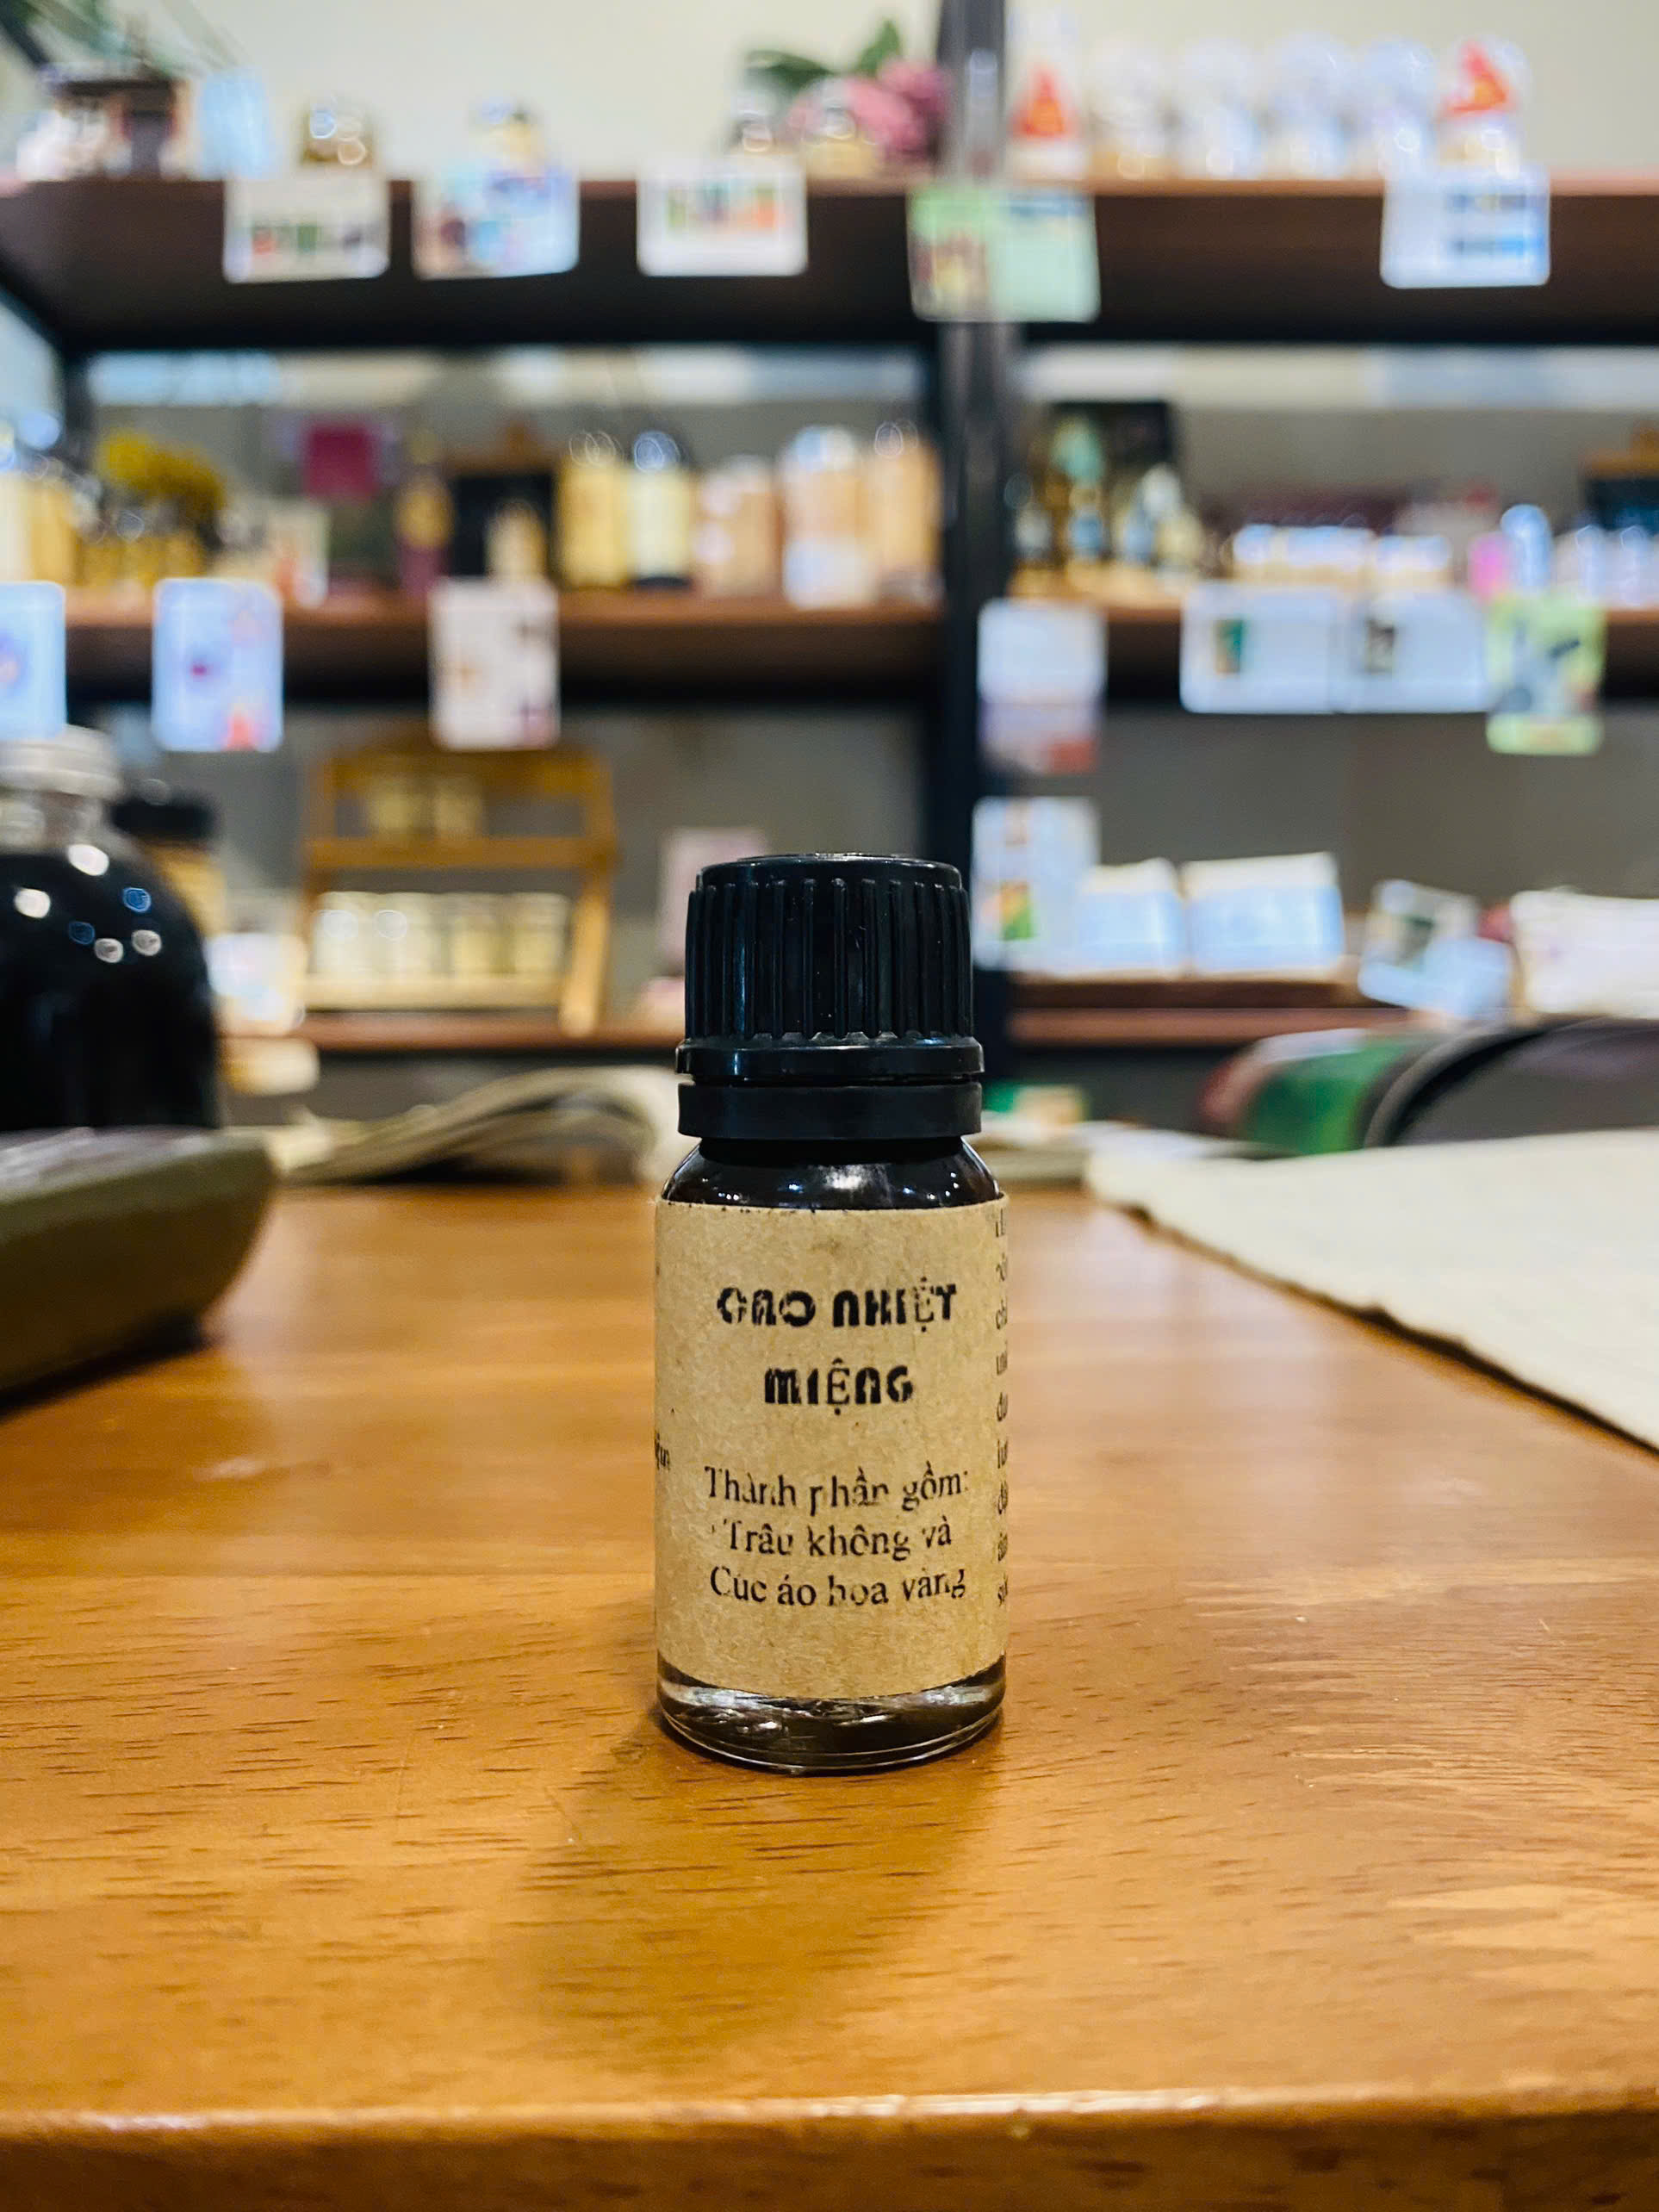 CAO NHIỆT
MIỆNG
Thành phần gồm:
Trầu không và
Cúc áo hoa vàng